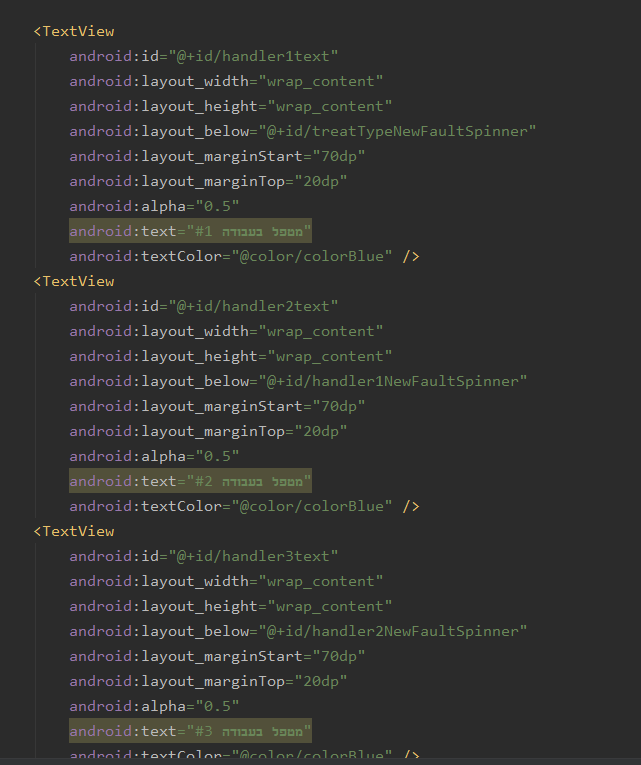 <TextView
android:id="@+id/handler1text"
android:layout_width="wrap_content"
android:layout_height="wrap_content"
android:layout_below="@+id/treatTypeNewFaultSpinner"
android:layout_marginStart="70dp"
android:layout_marginTop="20dp"
android:alpha="0.5"
android:text="מטפל בעבודה #1"
android:textColor="@color/colorBlue" />
<TextView
android:id="@+id/handler2text"
android:layout_width="wrap_content"
android:layout_height="wrap_content"
android:layout_below="@+id/handler1NewFaultSpinner"
android:layout_marginStart="70dp"
android:layout_marginTop="20dp"
android:alpha="0.5"
android:text="מטפל בעבודה #2"
android:textColor="@color/colorBlue" />
<TextView
android:id="@+id/handler3text"
android:layout_width="wrap_content"
android:layout_height="wrap_content"
android:layout_below="@+id/handler2NewFaultSpinner"
android:layout_marginStart="70dp"
android:layout_marginTop="20dp"
android:alpha="0.5"
android:text="מטפל בעבודה #3"
android:textColor="@color/colorBlue" />